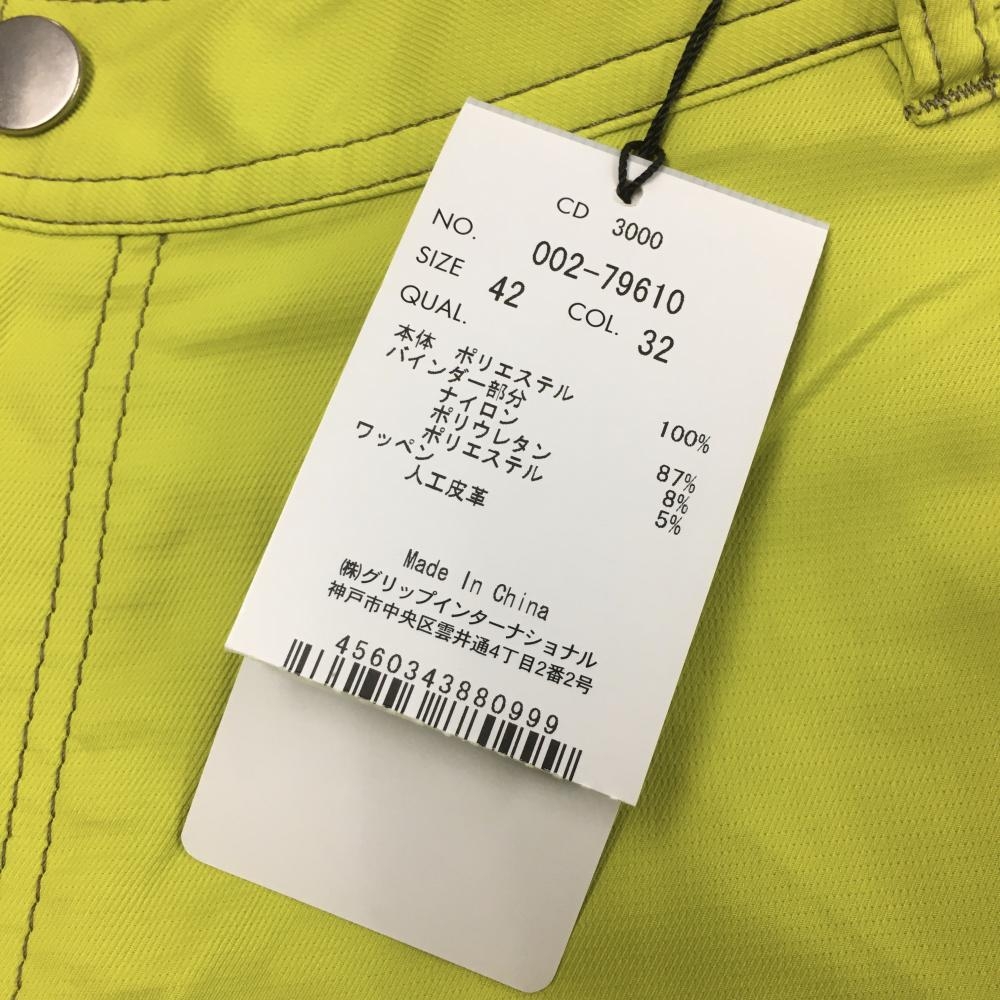 CD 3000
NO. 002-79610
SIZE 42 COL. 32
QUAL.
本体 ポリエステル 100%
バインダー部分
ナイロン 87%
ポリウレタン 8%
ポリエステル 5%
ワッペン
人工皮革
Made In China
㈱グリップインターナショナル
神戸市中央区雲井通4丁目2番2号
4560343880999